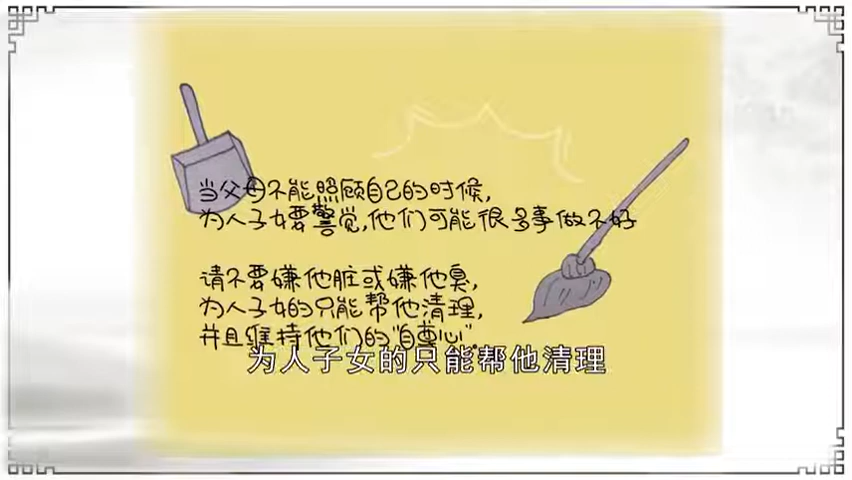 当父母不能照顾自己的时候,
为人子女要警觉,他们可能很多事做不好
请不要嫌他脏或嫌他臭,
为人子女的只能帮他清理,
并且维持他们的"自尊心"。
为人子女的只能帮他清理